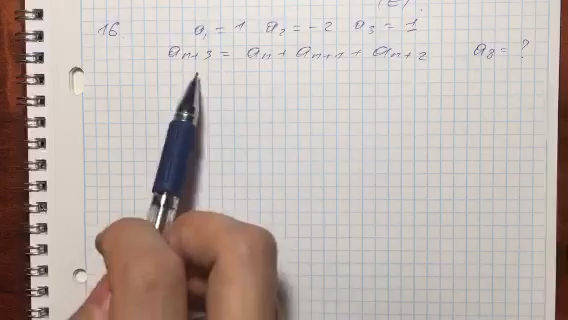 (E).
16 a₁ = 1 a₂ = -2 a₃ = 1
aₙ₊₃ = aₙ + aₙ₊₁ + aₙ₊₂ a₈ = ?